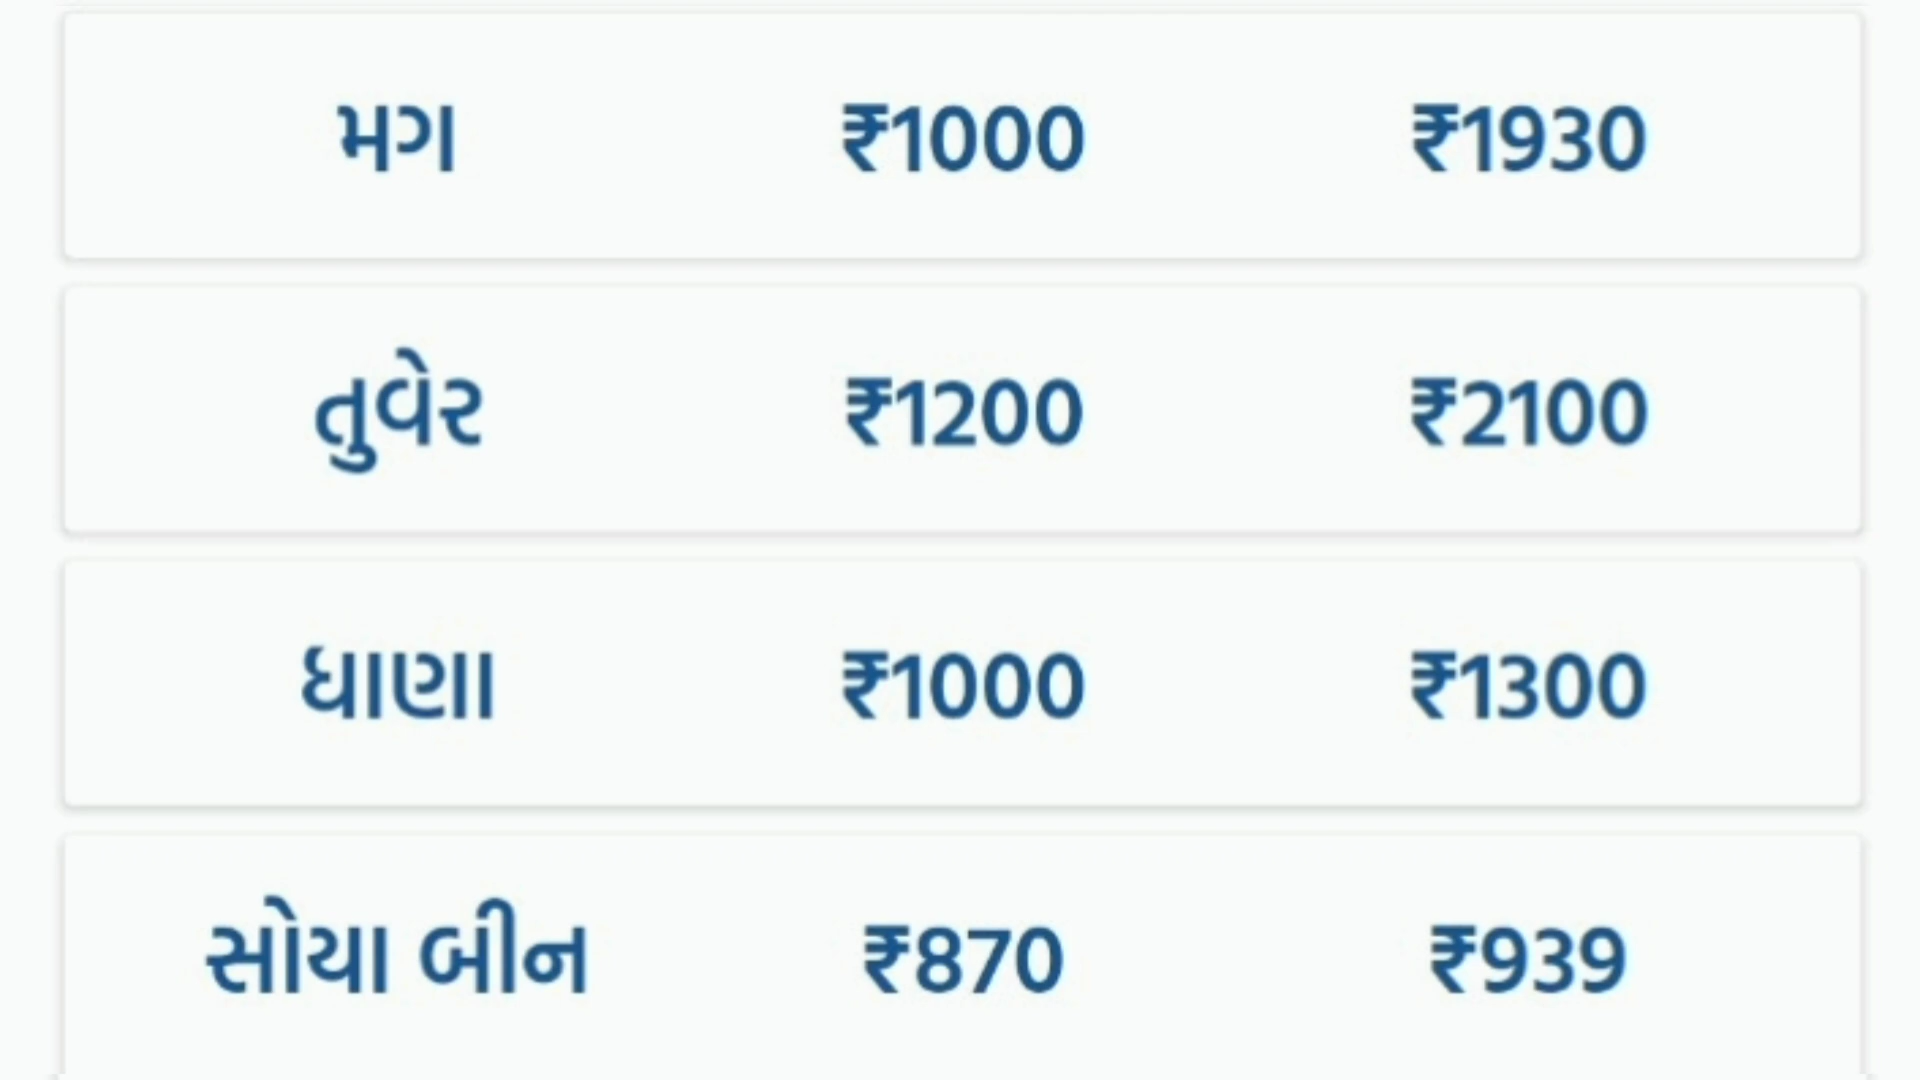 મગ ₹1000 ₹1930
તુવેર ₹1200 ₹2100
ધાણા ₹1000 ₹1300
સોયા બીન ₹870 ₹939